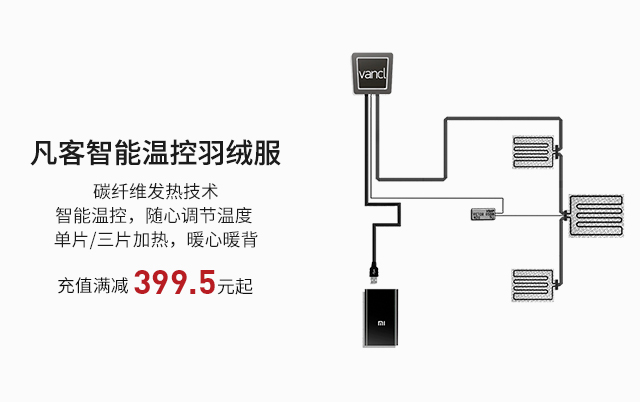 凡客智能温控羽绒服
碳纤维发热技术
智能温控，随心调节温度
单片/三片加热，暖心暖背
充值满减 399.5元起
vancl
MI